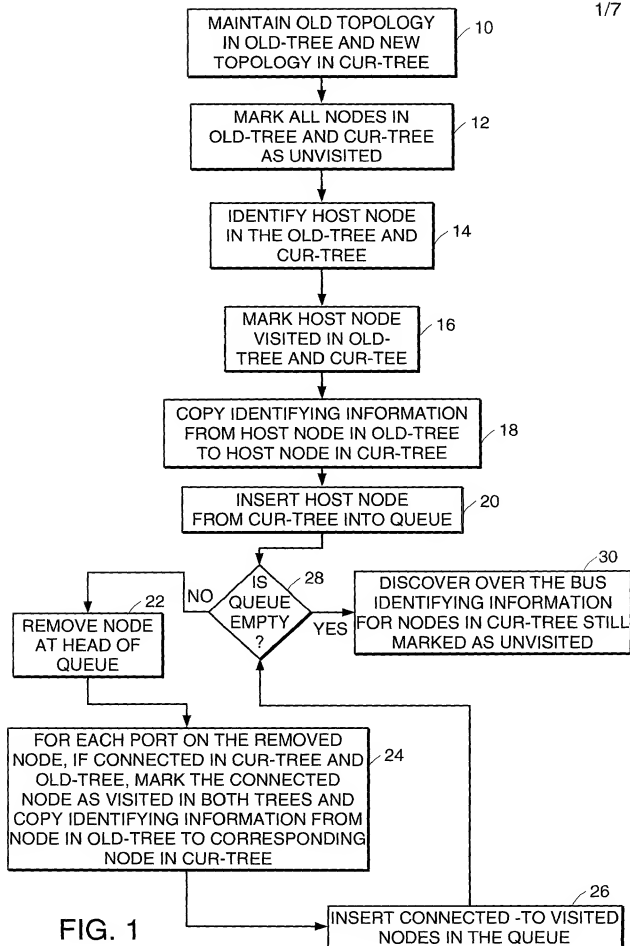 1/7
MAINTAIN OLD TOPOLOGY
IN OLD-TREE AND NEW
TOPOLOGY IN CUR-TREE
10
MARK ALL NODES IN
OLD-TREE AND CUR-TREE
AS UNVISITED
12
IDENTIFY HOST NODE
IN THE OLD-TREE AND
CUR-TREE
14
MARK HOST NODE
VISITED IN OLD-
TREE AND CUR-TEE
16
COPY IDENTIFYING INFORMATION
FROM HOST NODE IN OLD-TREE
TO HOST NODE IN CUR-TREE
18
INSERT HOST NODE
FROM CUR-TREE INTO QUEUE
20
IS
QUEUE
EMPTY
?
28
NO
YES
30
DISCOVER OVER THE BUS
IDENTIFYING INFORMATION
FOR NODES IN CUR-TREE STILL
MARKED AS UNVISITED
22
REMOVE NODE
AT HEAD OF
QUEUE
FOR EACH PORT ON THE REMOVED
NODE, IF CONNECTED IN CUR-TREE AND
OLD-TREE, MARK THE CONNECTED
NODE AS VISITED IN BOTH TREES AND
COPY IDENTIFYING INFORMATION FROM
NODE IN OLD-TREE TO CORRESPONDING
NODE IN CUR-TREE
24
26
INSERT CONNECTED -TO VISITED
NODES IN THE QUEUE
FIG. 1